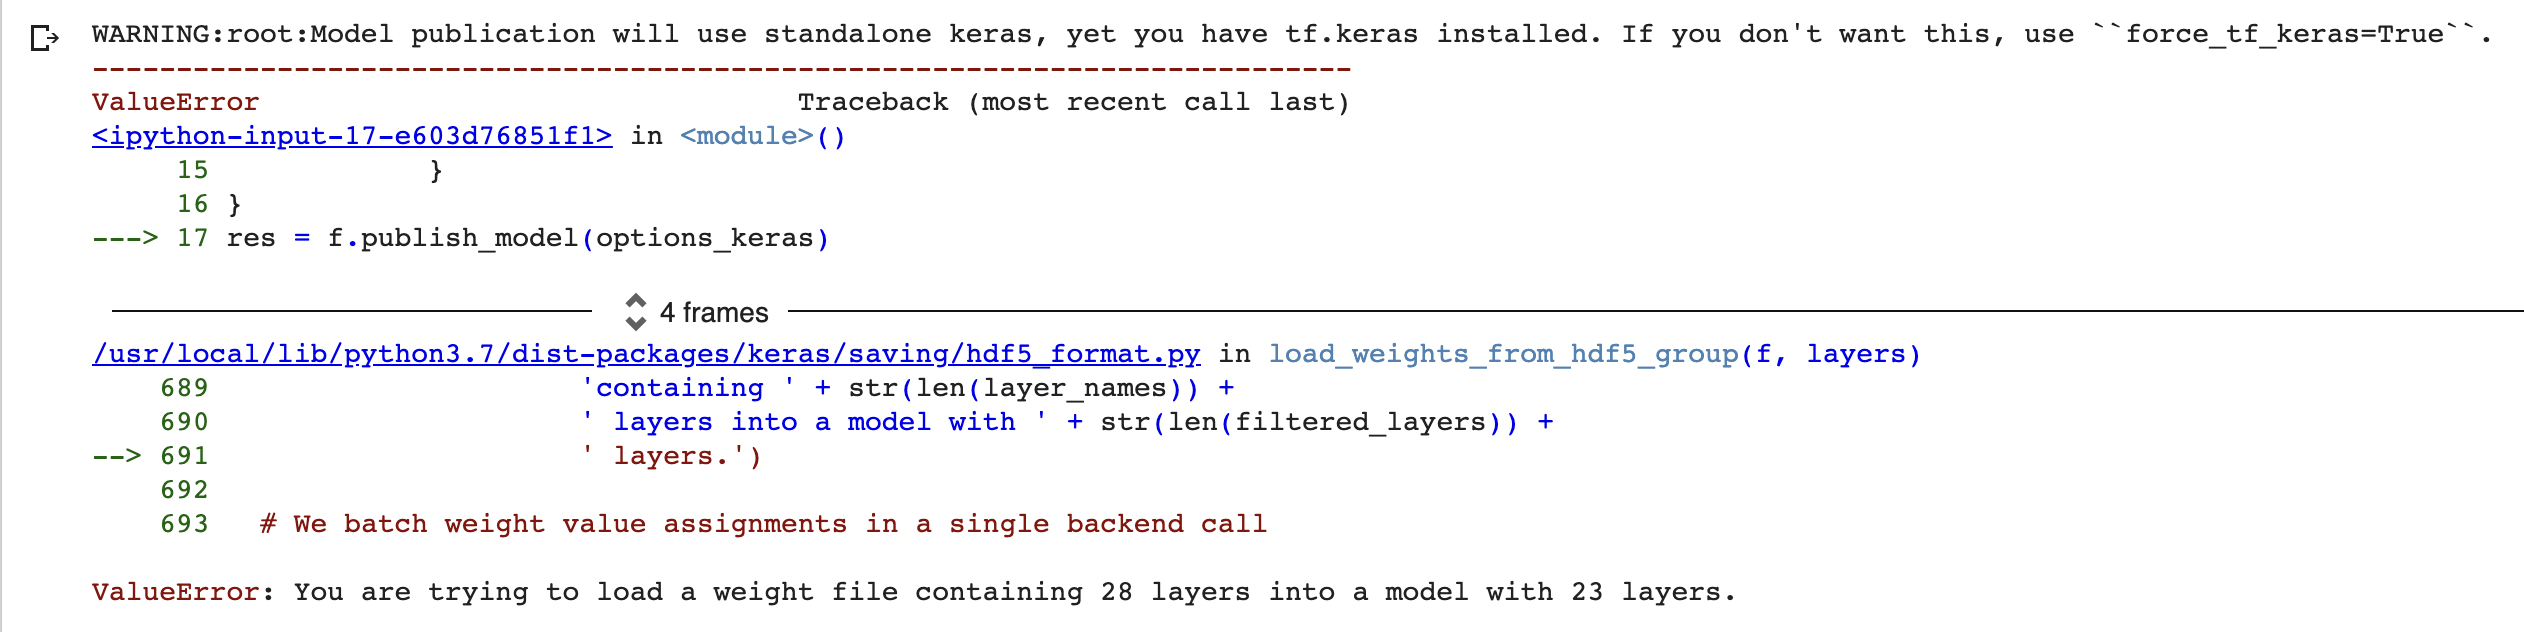 WARNING:root:Model publication will use standalone keras, yet you have tf.keras installed. If you don't want this, use ``force_tf_keras=True``.
---------------------------------------------------------------------------
ValueError                                Traceback (most recent call last)
<ipython-input-17-e603d76851f1> in <module>()
     15             }
     16 }
---> 17 res = f.publish_model(options_keras)
4 frames
/usr/local/lib/python3.7/dist-packages/keras/saving/hdf5_format.py in load_weights_from_hdf5_group(f, layers)
    689                      'containing ' + str(len(layer_names)) +
    690                      ' layers into a model with ' + str(len(filtered_layers)) +
--> 691                      ' layers.')
    692
    693   # We batch weight value assignments in a single backend call
ValueError: You are trying to load a weight file containing 28 layers into a model with 23 layers.